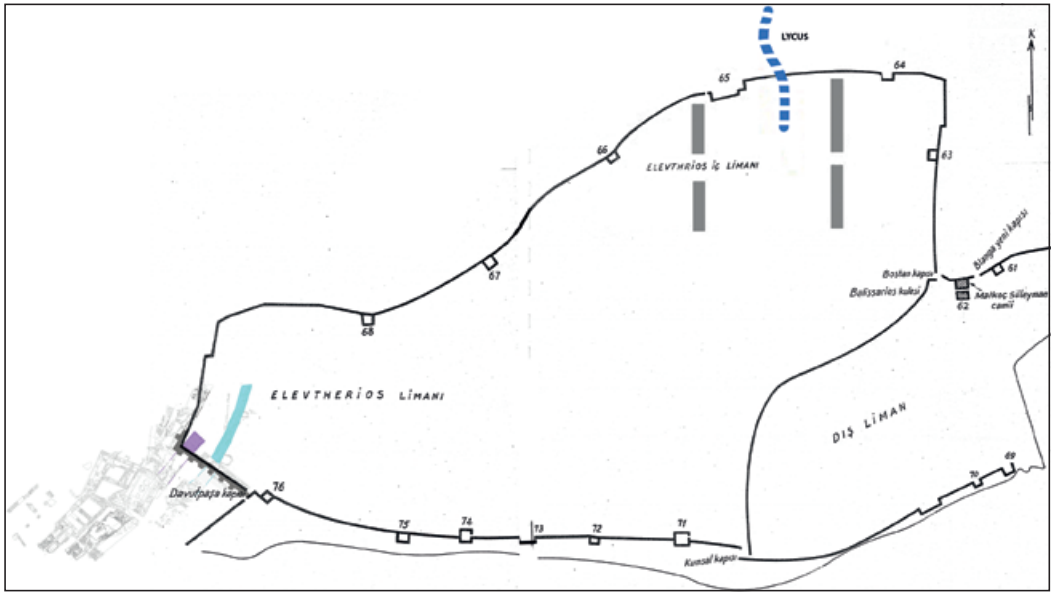 LYCUS
K
64
65
66
ELEVTHRİOS İÇ LİMANI
63
Blanga yeni kapısı
67
Bostan kapısı
61
Belissarios kulesi
Malkoç Süleyman
camii
62
68
ELEVTHERİOS LİMANI
DIŞ LİMAN
69
70
Davutpaşa kapısı
76
75
74
73
72
71
Kumsal kapısı